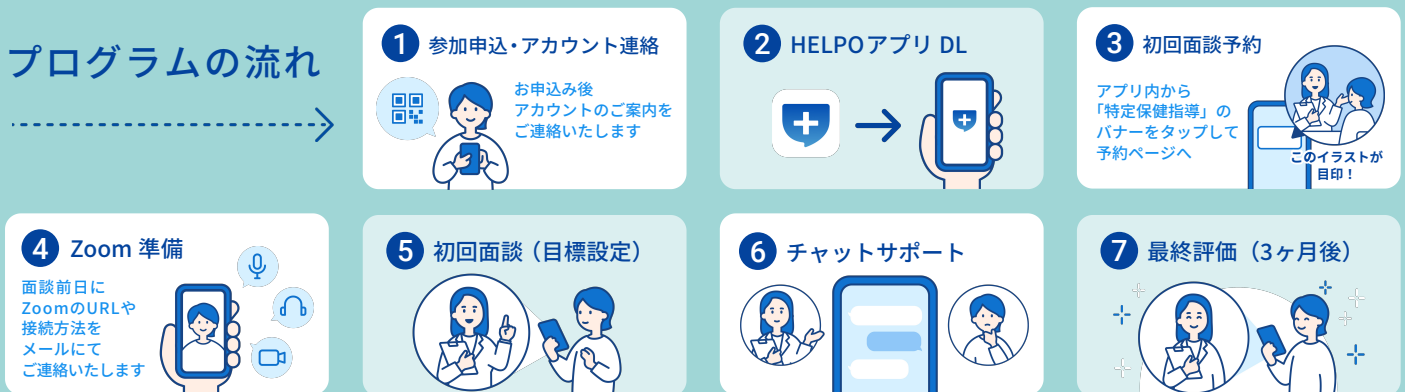 プログラムの流れ
1 参加申込・アカウント連絡
お申込み後
アカウントのご案内を
ご連絡いたします
2 HELPOアプリ DL
3 初回面談予約
アプリ内から
「特定保健指導」の
バナーをタップして
予約ページへ
このイラストが
目印！
4 Zoom 準備
面談前日に
ZoomのURLや
接続方法を
メールにて
ご連絡いたします
5 初回面談（目標設定）
6 チャットサポート
7 最終評価（3ヶ月後）